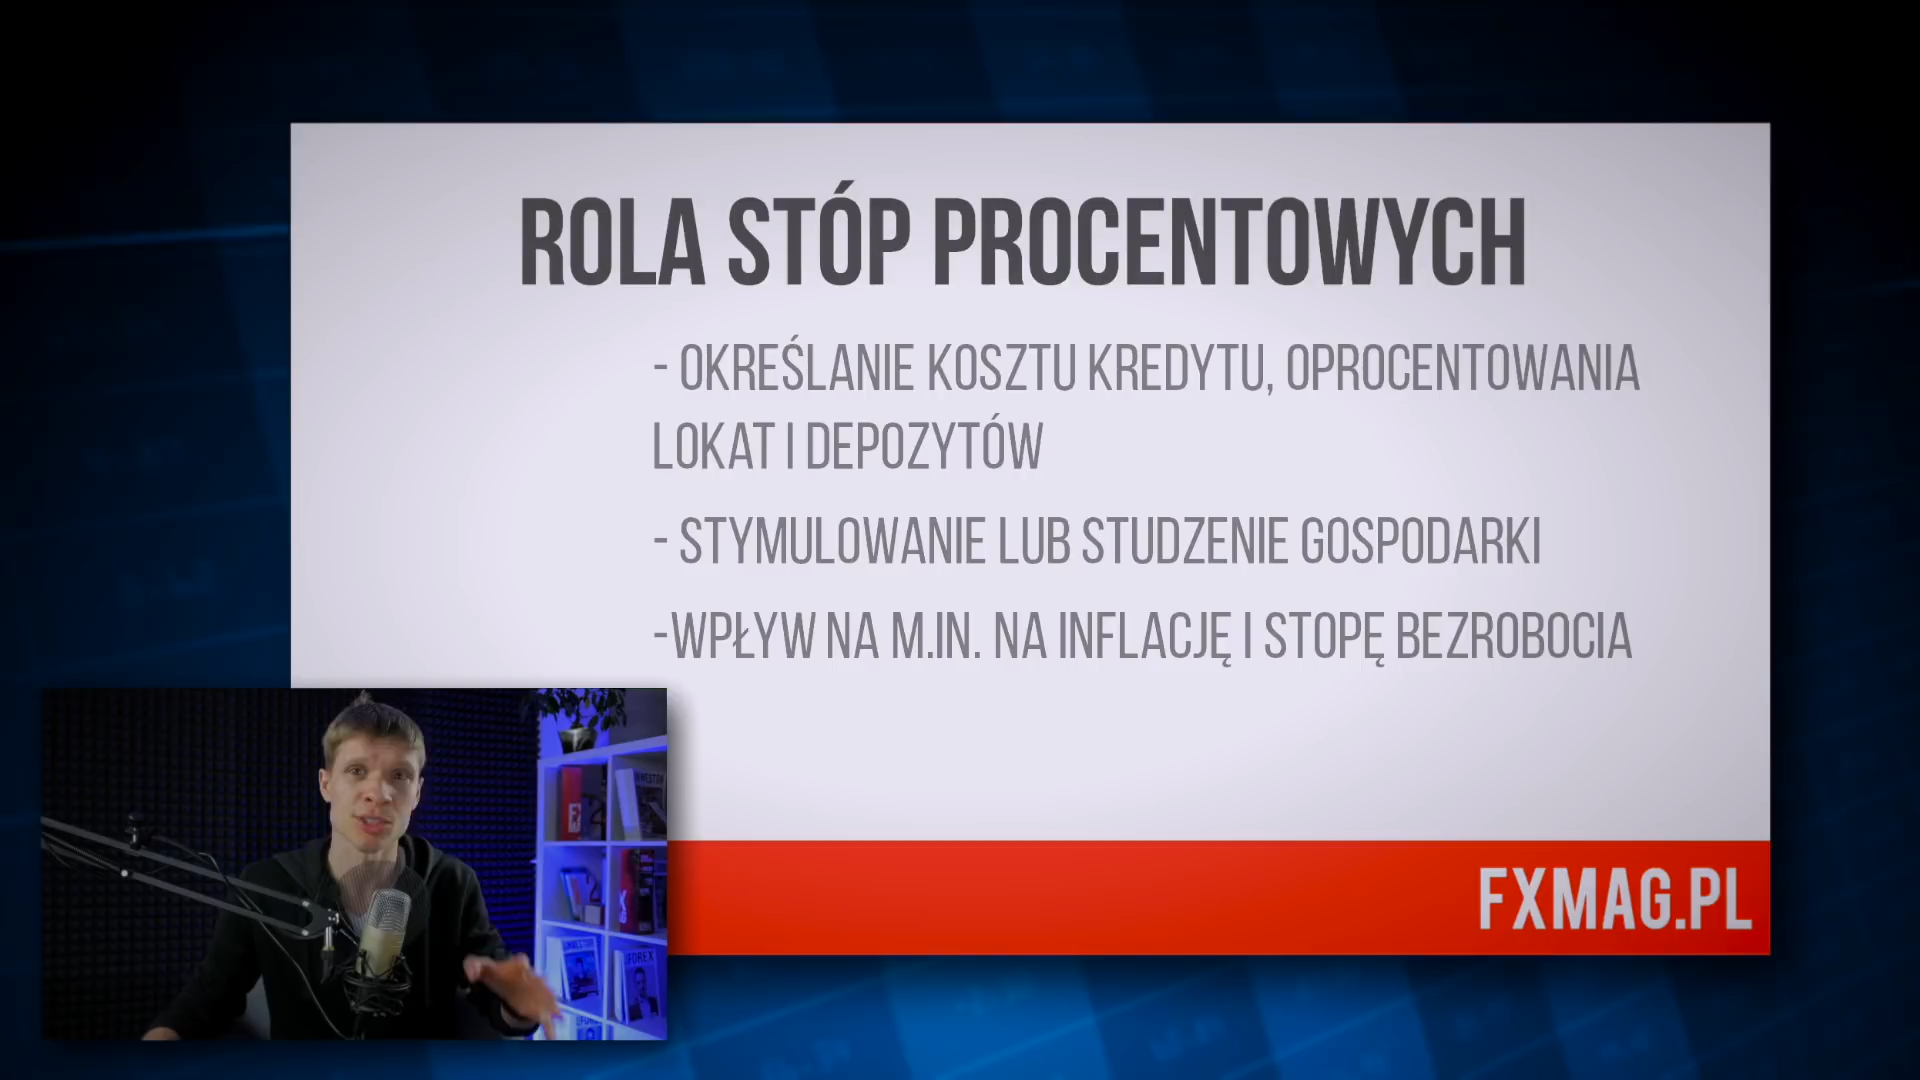 ROLA STÓP PROCENTOWYCH
- OKREŚLANIE KOSZTU KREDYTU, OPROCENTOWANIA
LOKAT I DEPOZYTÓW
- STYMULOWANIE LUB STUDZENIE GOSPODARKI
-WPŁYW NA M.IN. NA INFLACJĘ I STOPĘ BEZROBOCIA
FXMAG.PL
FOREX